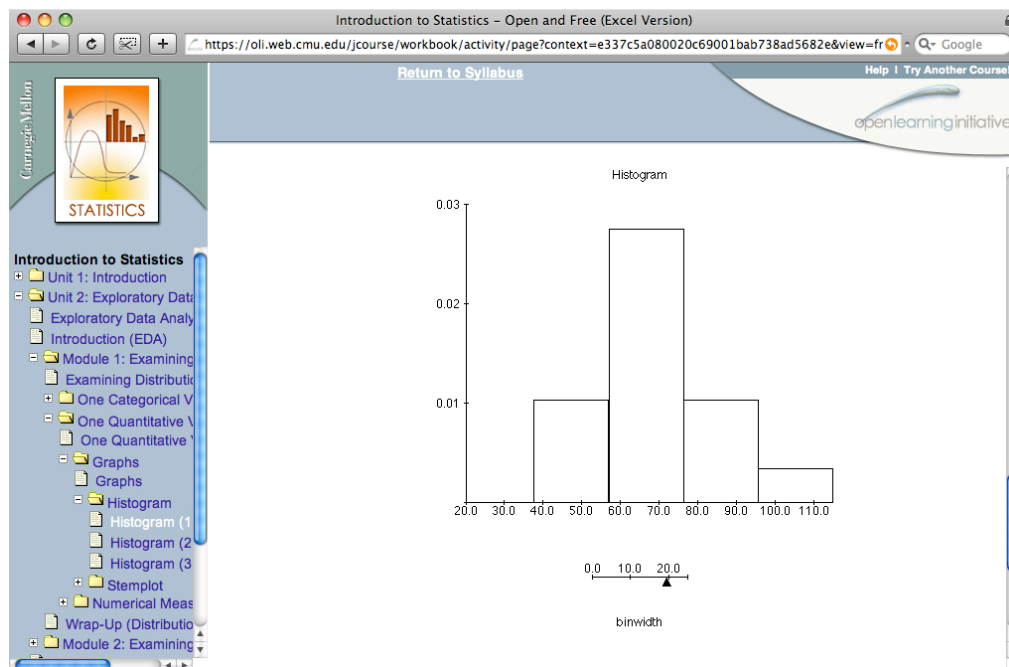 Introduction to Statistics – Open and Free (Excel Version)
https://oli.web.cmu.edu/jcourse/workbook/activity/page?context=e337c5a080020c69001bab738ad5682e&view=fr
Google
Carnegie Mellon
STATISTICS
Return to Syllabus
Help | Try Another Course!
openlearninginitiative
Introduction to Statistics
Unit 1: Introduction
Unit 2: Exploratory Data
Exploratory Data Analy
Introduction (EDA)
Module 1: Examining
Examining Distributio
One Categorical V
One Quantitative V
One Quantitative V
Graphs
Graphs
Histogram
Histogram (1
Histogram (2
Histogram (3
Stemplot
Numerical Meas
Wrap-Up (Distributio
Module 2: Examining
Histogram
0.03
0.02
0.01
20.0 30.0 40.0 50.0 60.0 70.0 80.0 90.0 100.0 110.0
0.0 10.0 20.0
binwidth